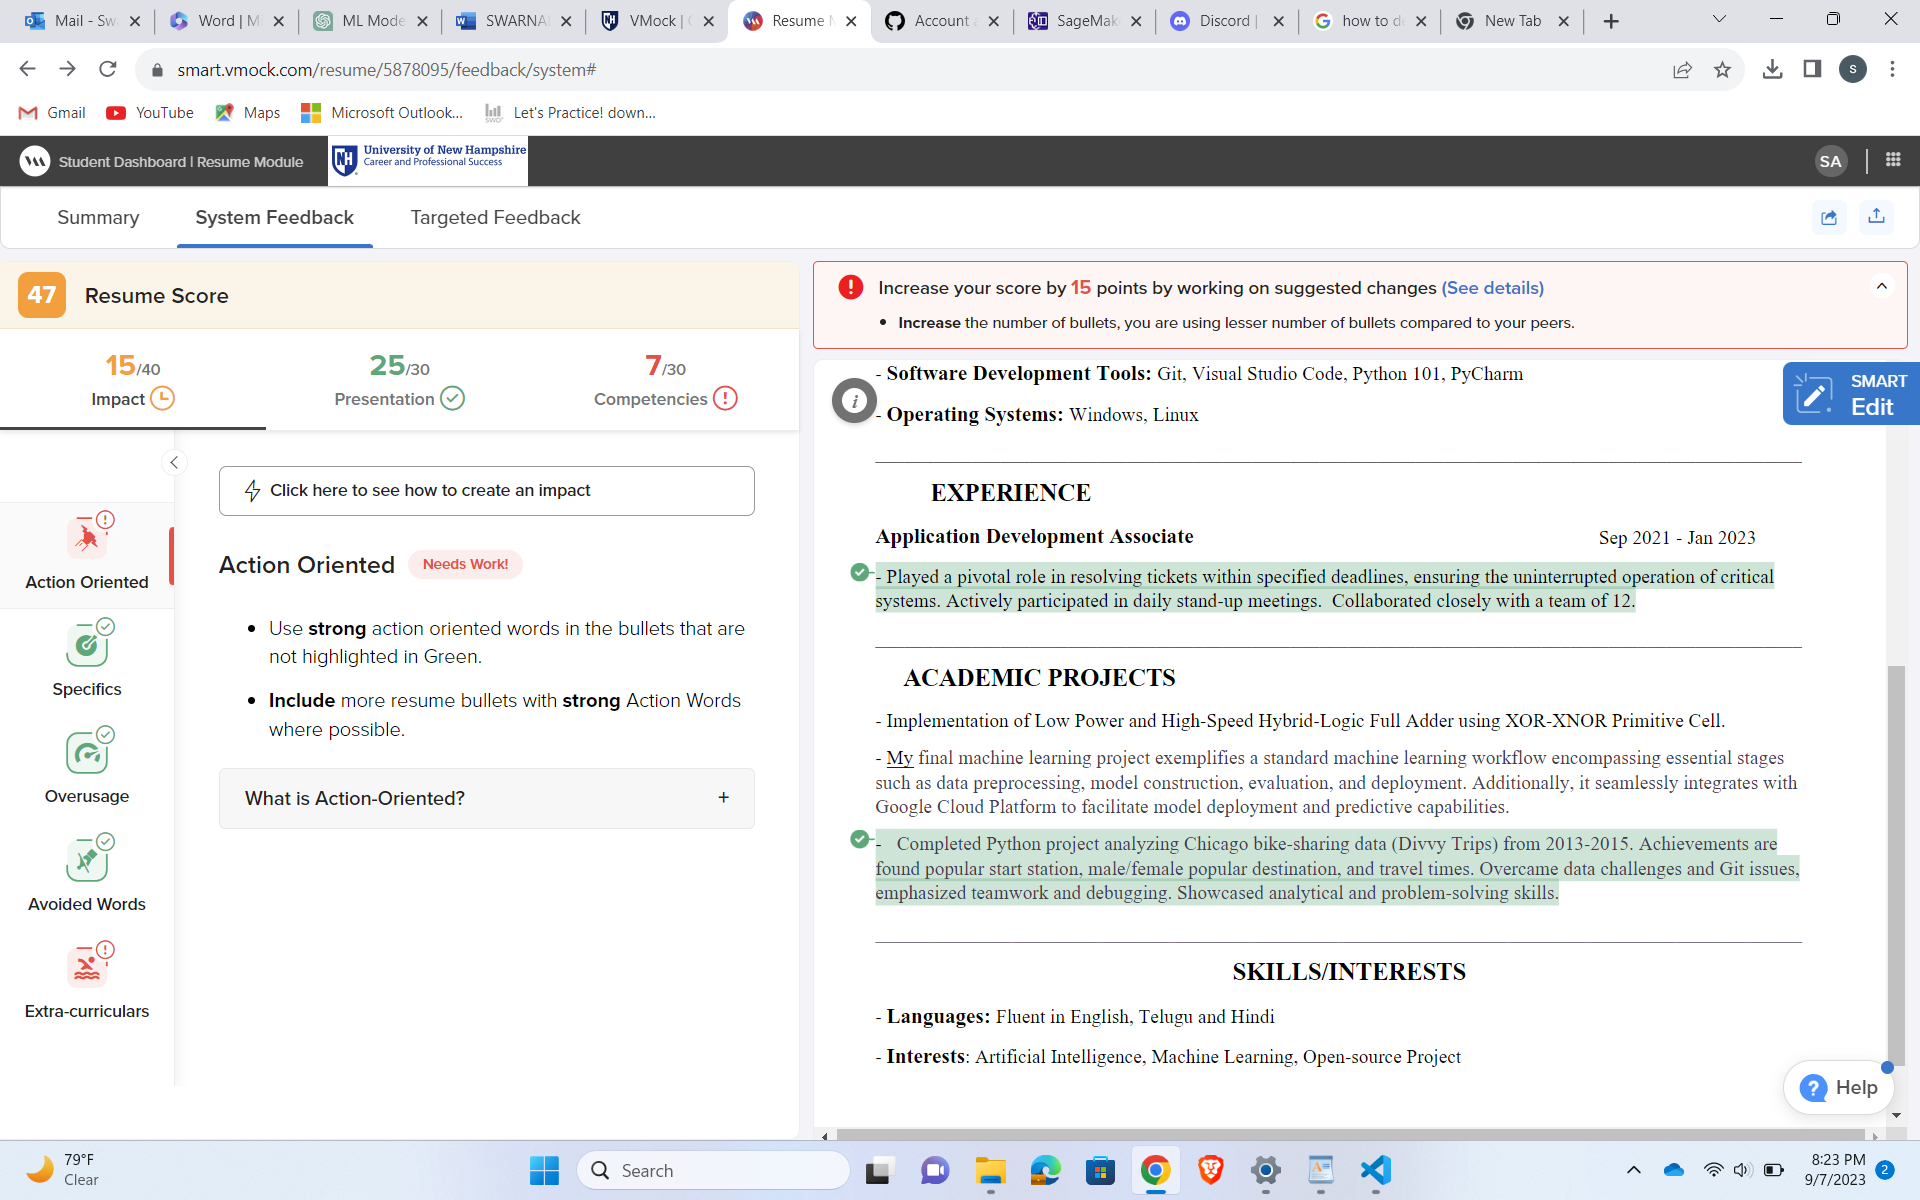 Mail - Swa
Word | Mi
ML Mode
SWARNA
VMock | C
Resume M
Account a
SageMak
Discord |
how to de
New Tab
smart.vmock.com/resume/5878095/feedback/system#
S
Gmail
YouTube
Maps
Microsoft Outlook...
Let's Practice! down...
Student Dashboard | Resume Module
University of New Hampshire
Career and Professional Success
SA
Summary
System Feedback
Targeted Feedback
47
Resume Score
15/40
Impact
25/30
Presentation
7/30
Competencies
Action Oriented
Specifics
Overusage
Avoided Words
Extra-curriculars
Click here to see how to create an impact
Action Oriented
Needs Work!
• Use strong action oriented words in the bullets that are
not highlighted in Green.
• Include more resume bullets with strong Action Words
where possible.
What is Action-Oriented?
+
Increase your score by 15 points by working on suggested changes (See details)
• Increase the number of bullets, you are using lesser number of bullets compared to your peers.
SMART
Edit
- Software Development Tools: Git, Visual Studio Code, Python 101, PyCharm
- Operating Systems: Windows, Linux
EXPERIENCE
Application Development Associate
Sep 2021 - Jan 2023
- Played a pivotal role in resolving tickets within specified deadlines, ensuring the uninterrupted operation of critical
systems. Actively participated in daily stand-up meetings. Collaborated closely with a team of 12.
ACADEMIC PROJECTS
- Implementation of Low Power and High-Speed Hybrid-Logic Full Adder using XOR-XNOR Primitive Cell.
- My final machine learning project exemplifies a standard machine learning workflow encompassing essential stages
such as data preprocessing, model construction, evaluation, and deployment. Additionally, it seamlessly integrates with
Google Cloud Platform to facilitate model deployment and predictive capabilities.
- Completed Python project analyzing Chicago bike-sharing data (Divvy Trips) from 2013-2015. Achievements are
found popular start station, male/female popular destination, and travel times. Overcame data challenges and Git issues,
emphasized teamwork and debugging. Showcased analytical and problem-solving skills.
SKILLS/INTERESTS
- Languages: Fluent in English, Telugu and Hindi
- Interests: Artificial Intelligence, Machine Learning, Open-source Project
Help
79°F
Clear
Search
8:23 PM
9/7/2023
2